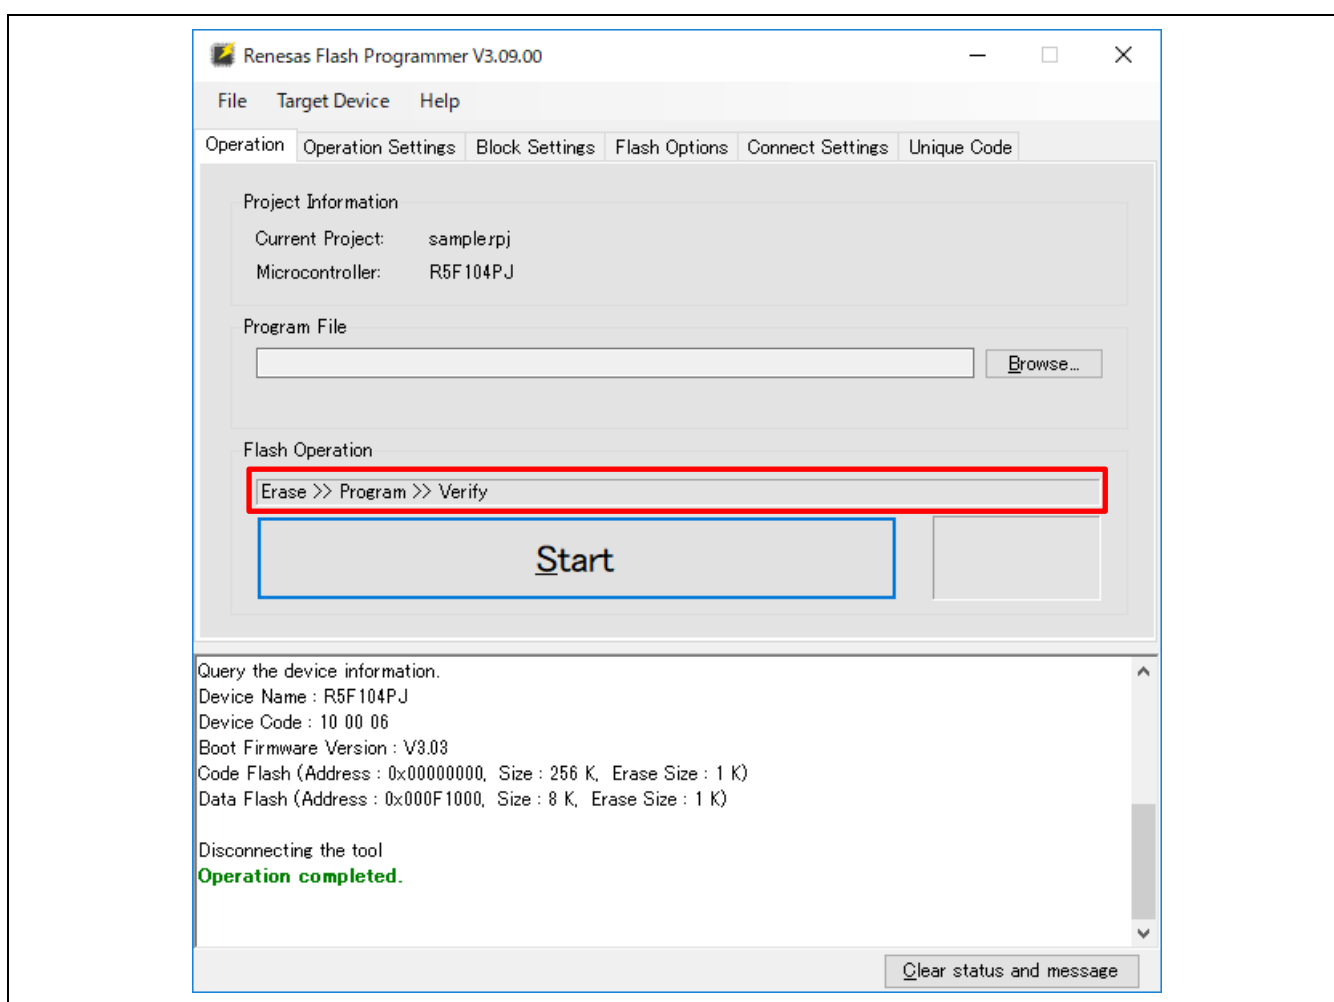 Renesas Flash Programmer V3.09.00
File Target Device Help
Operation Operation Settings Block Settings Flash Options Connect Settings Unique Code
Project Information
Current Project: sample.rpj
Microcontroller: R5F104PJ
Program File
Browse...
Flash Operation
Erase >> Program >> Verify
Start
Query the device information.
Device Name : R5F104PJ
Device Code : 10 00 06
Boot Firmware Version : V3.03
Code Flash (Address : 0x00000000, Size : 256 K, Erase Size : 1 K)
Data Flash (Address : 0x000F1000, Size : 8 K, Erase Size : 1 K)
Disconnecting the tool
Operation completed.
Clear status and message